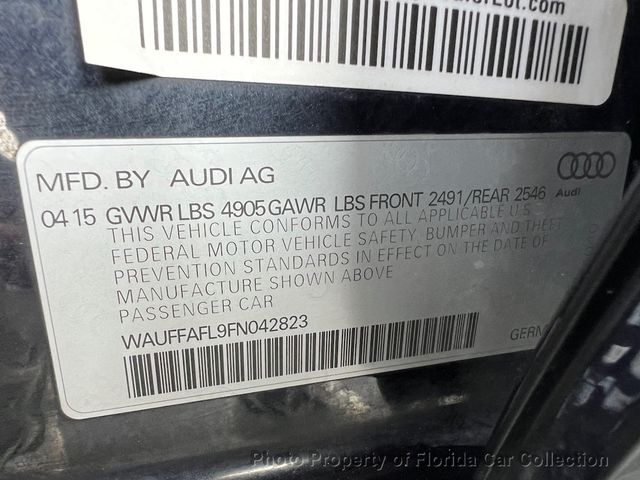 MFD. BY AUDI AG
04 15 GVWR LBS 4905 GAWR LBS FRONT 2491/REAR 2546
Audi
THIS VEHICLE CONFORMS TO ALL APPLICABLE U.S.
FEDERAL MOTOR VEHICLE SAFETY, BUMPER AND THEFT
PREVENTION STANDARDS IN EFFECT ON THE DATE OF
MANUFACTURE SHOWN ABOVE
PASSENGER CAR
WAUFFAFL9FN042823
Photo Property of Florida Car Collection